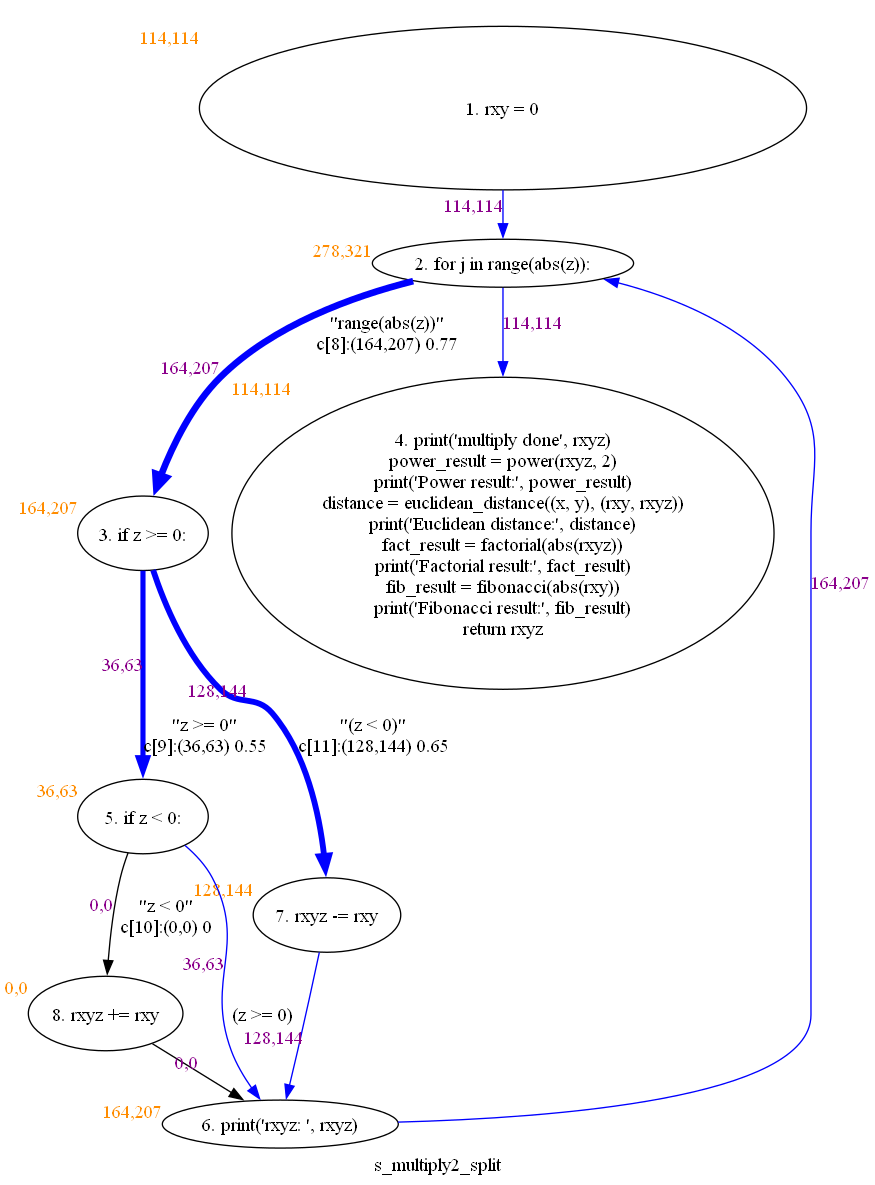 114,114
1. rxy = 0
114,114
278,321
2. for j in range(abs(z)):
"range(abs(z))"
c[8]:(164,207) 0.77
114,114
164,207
114,114
4. print('multiply done', rxyz)
power_result = power(rxyz, 2)
print('Power result:', power_result)
distance = euclidean_distance((x, y), (rxy, rxyz))
print('Euclidean distance:', distance)
fact_result = factorial(abs(rxyz))
print('Factorial result:', fact_result)
fib_result = fibonacci(abs(rxy))
print('Fibonacci result:', fib_result)
return rxyz
164,207
3. if z >= 0:
164,207
36,63
128,144
"z >= 0"
c[9]:(36,63) 0.55
"(z < 0)"
c[11]:(128,144) 0.65
36,63
5. if z < 0:
0,0
"z < 0"
c[10]:(0,0) 0
128,144
7. rxyz -= rxy
36,63
0,0
8. rxyz += rxy
(z >= 0)
128,144
0,0
164,207
6. print('rxyz: ', rxyz)
s_multiply2_split